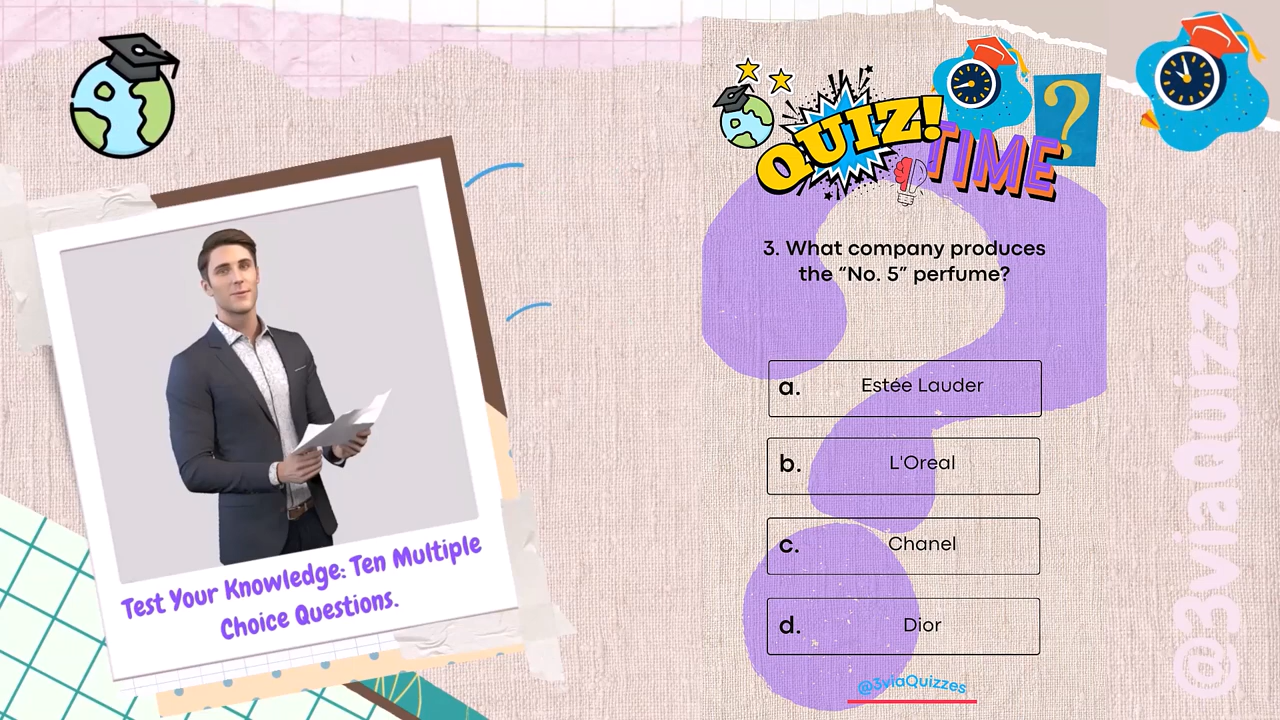 Test Your Knowledge: Ten Multiple
Choice Questions.
QUIZ!
TIME
?
3. What company produces
the “No. 5” perfume?
a. Estée Lauder
b. L'Oreal
c. Chanel
d. Dior
@3viaQuizzes
@3viaQuizzes